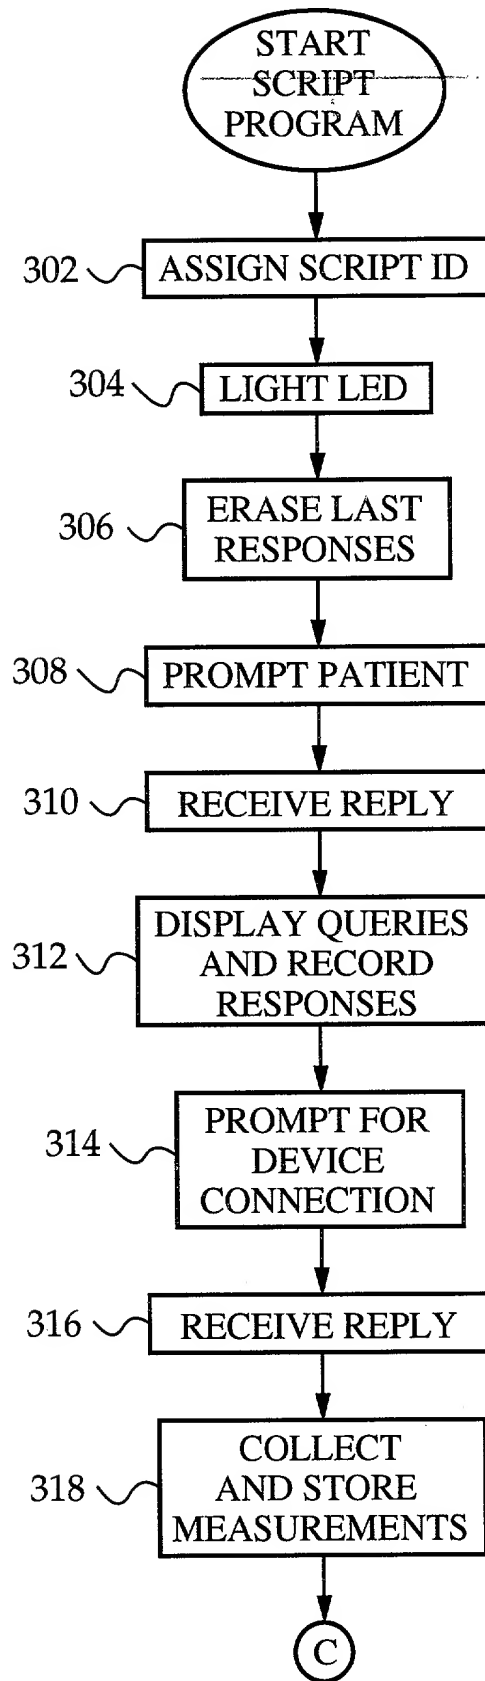 START
SCRIPT
PROGRAM
302 ASSIGN SCRIPT ID
304 LIGHT LED
306 ERASE LAST
RESPONSES
308 PROMPT PATIENT
310 RECEIVE REPLY
312 DISPLAY QUERIES
AND RECORD
RESPONSES
314 PROMPT FOR
DEVICE
CONNECTION
316 RECEIVE REPLY
318 COLLECT
AND STORE
MEASUREMENTS
C